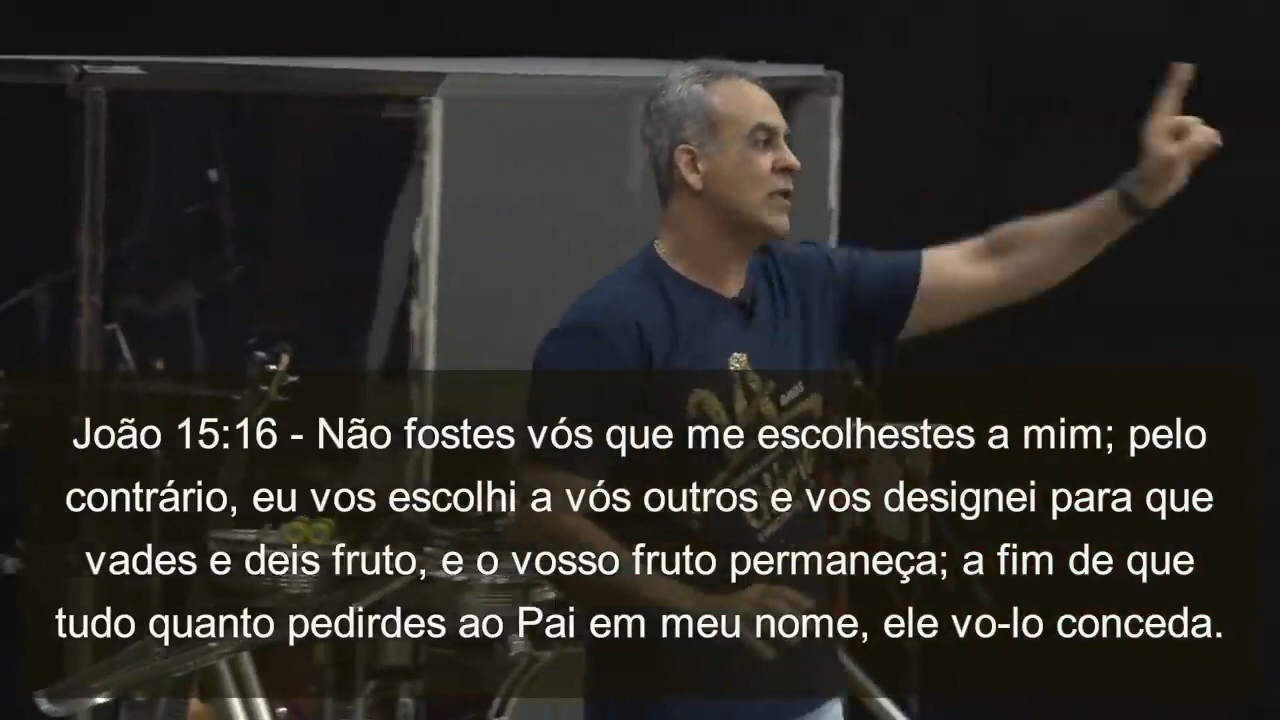 João 15:16 - Não fostes vós que me escolhestes a mim; pelo
contrário, eu vos escolhi a vós outros e vos designei para que
vades e deis fruto, e o vosso fruto permaneça; a fim de que
tudo quanto pedirdes ao Pai em meu nome, ele vo-lo conceda.